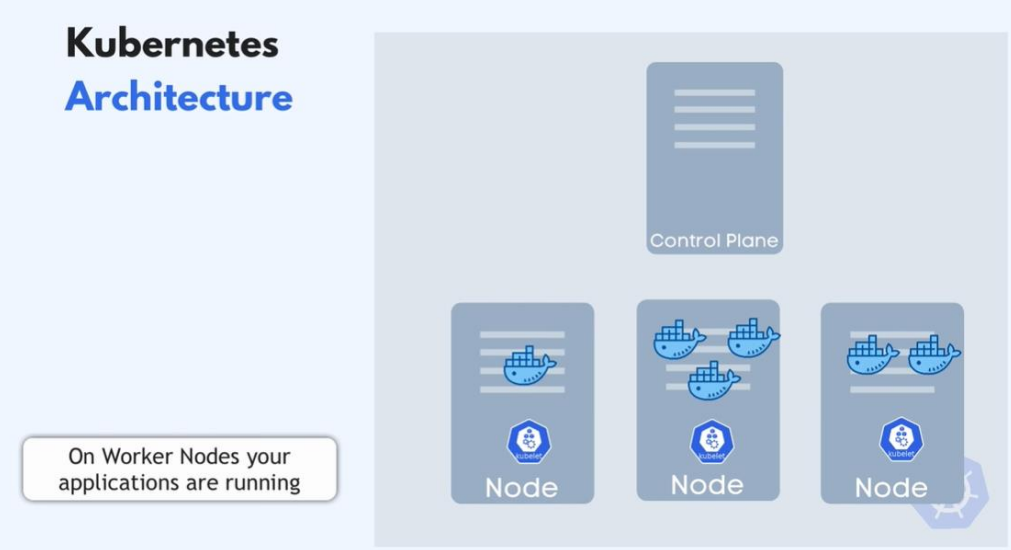 Kubernetes
Architecture
Control Plane
On Worker Nodes your
applications are running
kubelet
Node
kubelet
Node
kubelet
Node